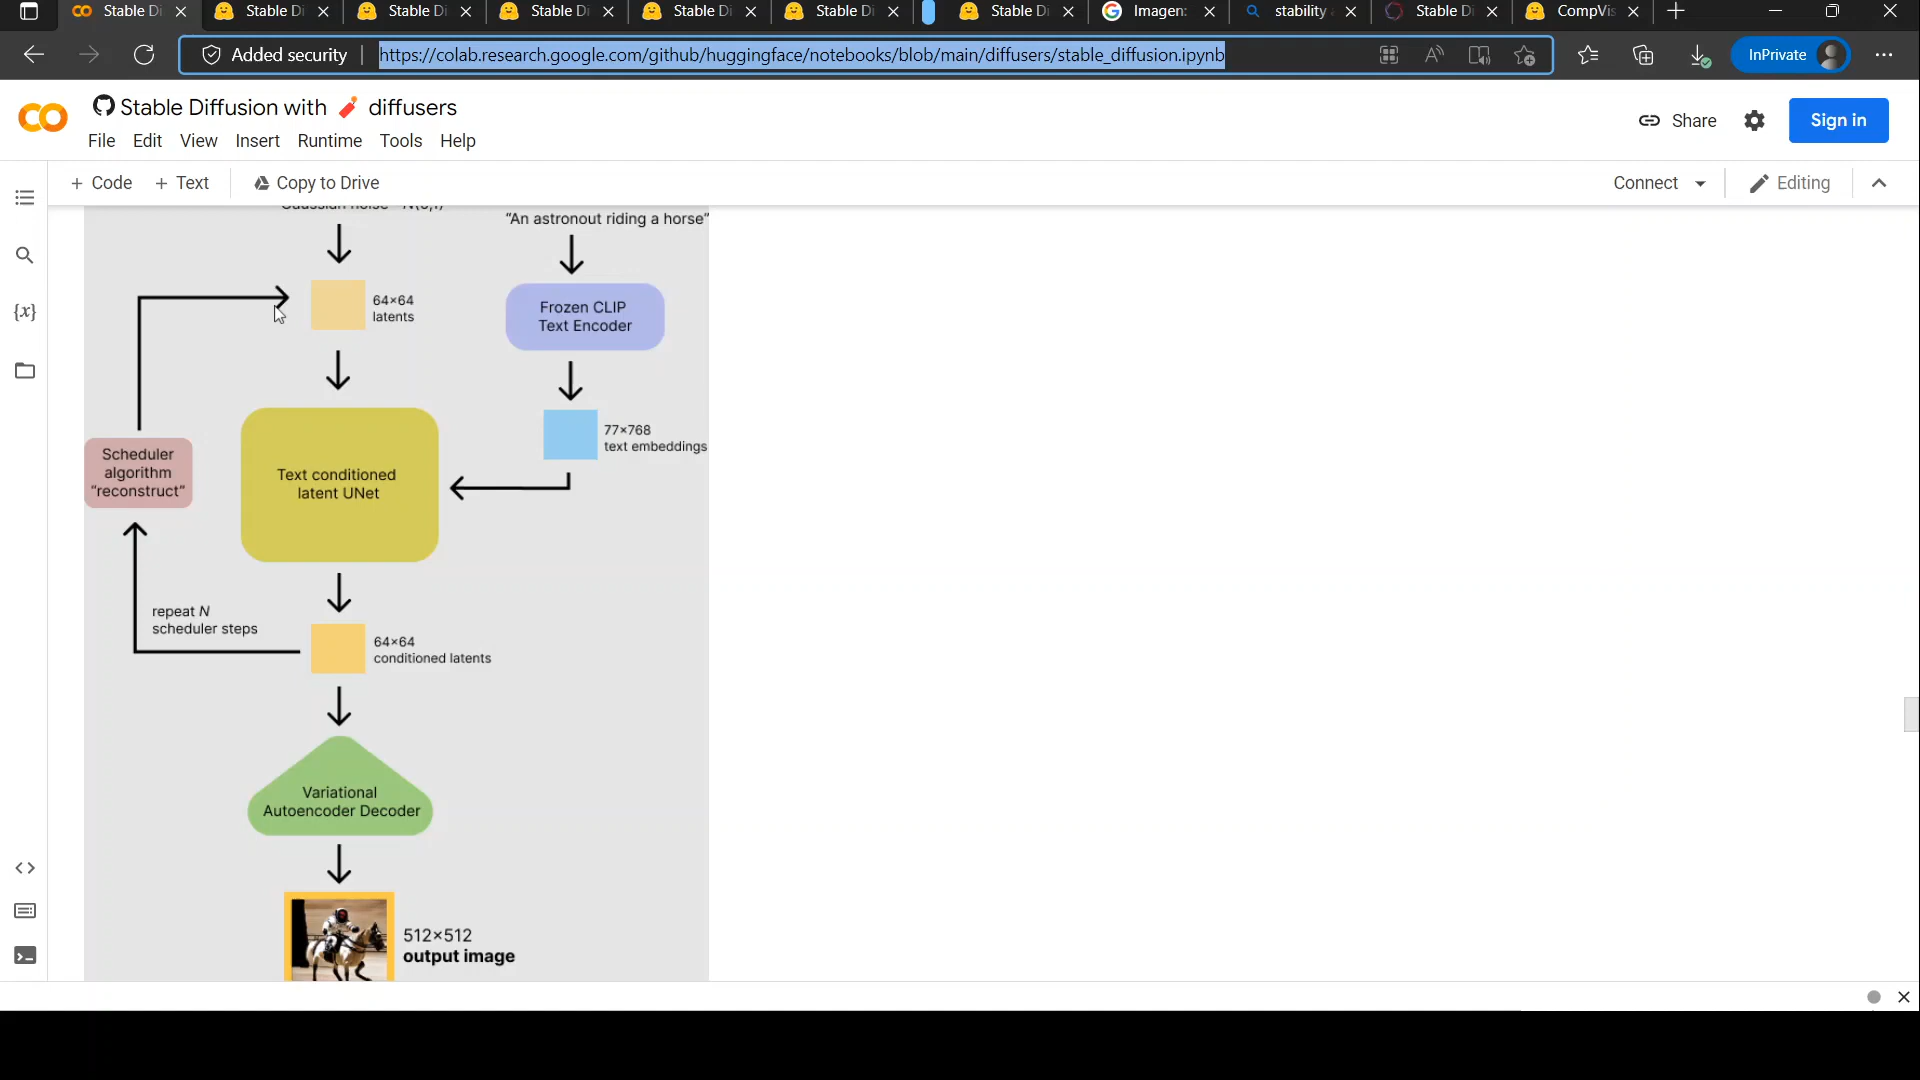 Stable Di
Stable Di
Stable Di
Stable Di
Stable Di
Stable Di
Stable Di
Imagen:
stability
Stable Di
CompVis
Added security
https://colab.research.google.com/github/huggingface/notebooks/blob/main/diffusers/stable_diffusion.ipynb
InPrivate
Stable Diffusion with diffusers
File Edit View Insert Runtime Tools Help
Share
Sign in
+ Code + Text
Copy to Drive
Connect
Editing
"An astronout riding a horse"
64×64
latents
Frozen CLIP
Text Encoder
77×768
text embeddings
Scheduler
algorithm
"reconstruct"
Text conditioned
latent UNet
repeat N
scheduler steps
64×64
conditioned latents
Variational
Autoencoder Decoder
512×512
output image